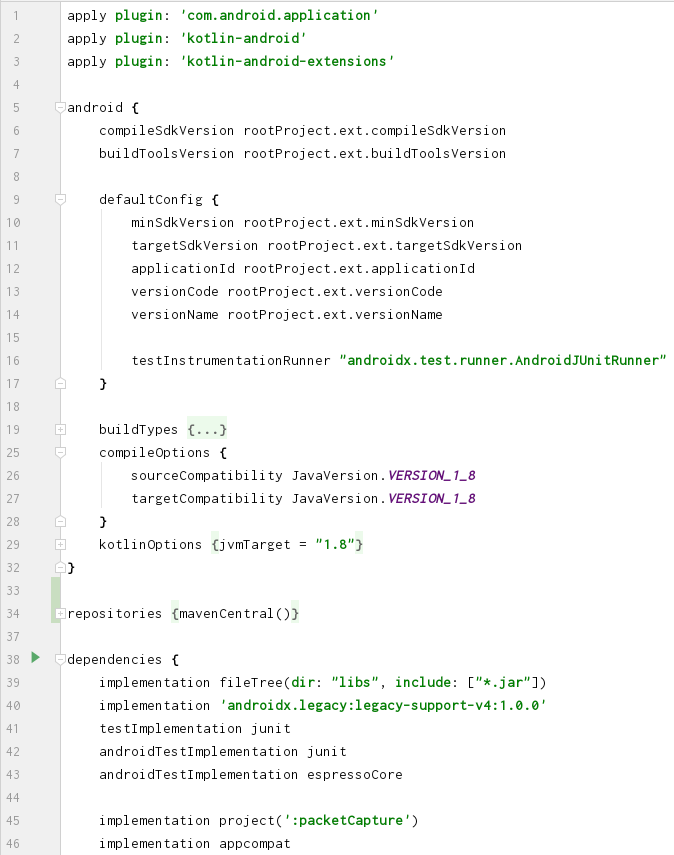 1 apply plugin: 'com.android.application'
2 apply plugin: 'kotlin-android'
3 apply plugin: 'kotlin-android-extensions'
4
5 android {
6 compileSdkVersion rootProject.ext.compileSdkVersion
7 buildToolsVersion rootProject.ext.buildToolsVersion
8
9 defaultConfig {
10 minSdkVersion rootProject.ext.minSdkVersion
11 targetSdkVersion rootProject.ext.targetSdkVersion
12 applicationId rootProject.ext.applicationId
13 versionCode rootProject.ext.versionCode
14 versionName rootProject.ext.versionName
15
16 testInstrumentationRunner "androidx.test.runner.AndroidJUnitRunner"
17 }
18
19 buildTypes {...}
25 compileOptions {
26 sourceCompatibility JavaVersion.VERSION_1_8
27 targetCompatibility JavaVersion.VERSION_1_8
28 }
29 kotlinOptions {jvmTarget = "1.8"}
32 }
33
34 repositories {mavenCentral()}
37
38 dependencies {
39 implementation fileTree(dir: "libs", include: ["*.jar"])
40 implementation 'androidx.legacy:legacy-support-v4:1.0.0'
41 testImplementation junit
42 androidTestImplementation junit
43 androidTestImplementation espressoCore
44
45 implementation project(':packetCapture')
46 implementation appcompat